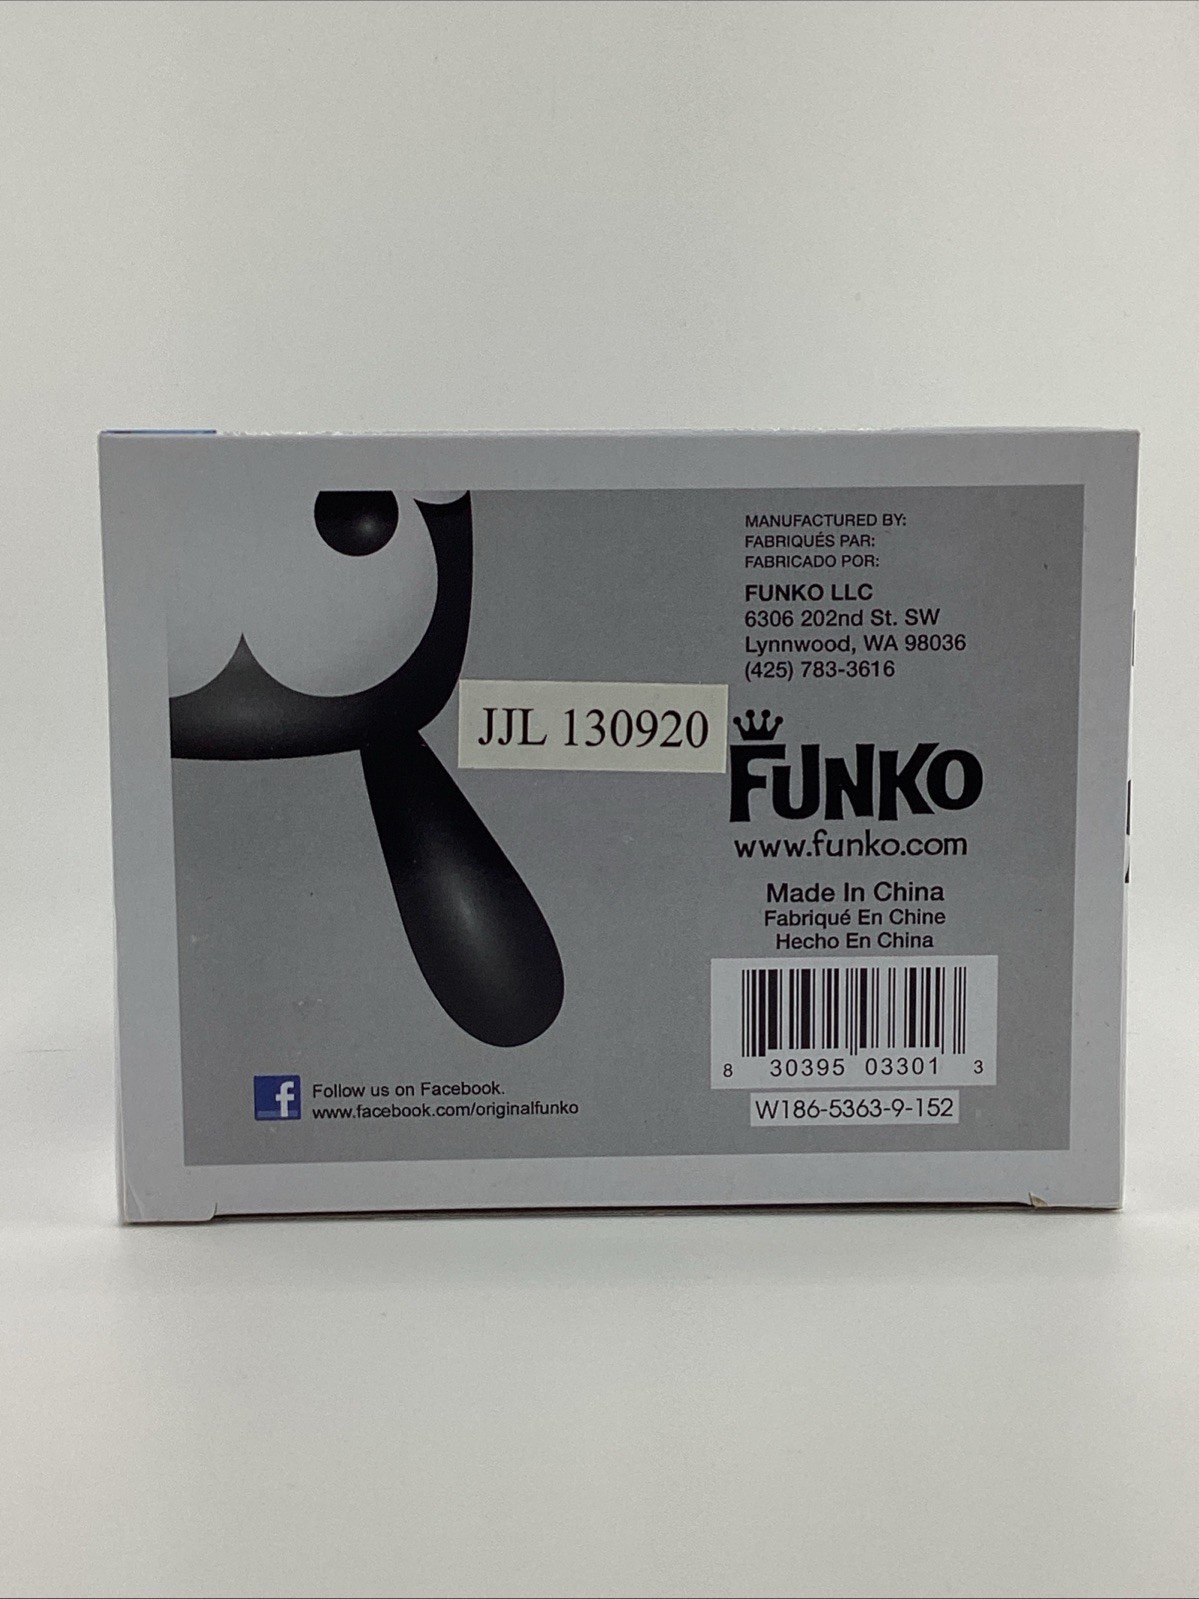 MANUFACTURED BY:
FABRIQUÉS PAR:
FABRICADO POR:
FUNKO LLC
6306 202nd St. SW
Lynnwood, WA 98036
(425) 783-3616
JJL 130920
FUNKO
www.funko.com
Made In China
Fabriqué En Chine
Hecho En China
8 30395 03301 3
W186-5363-9-152
f Follow us on Facebook.
www.facebook.com/originalfunko